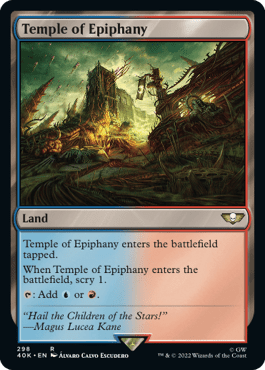 Temple of Epiphany
Land
Temple of Epiphany enters the battlefield
tapped.
When Temple of Epiphany enters the
battlefield, scry 1.
: Add or .
“Hail the Children of the Stars!”
—Magus Lucea Kane
298 R
40K • EN Álvaro Calvo Escudero
© GW
™ & © 2022 Wizards of the Coast